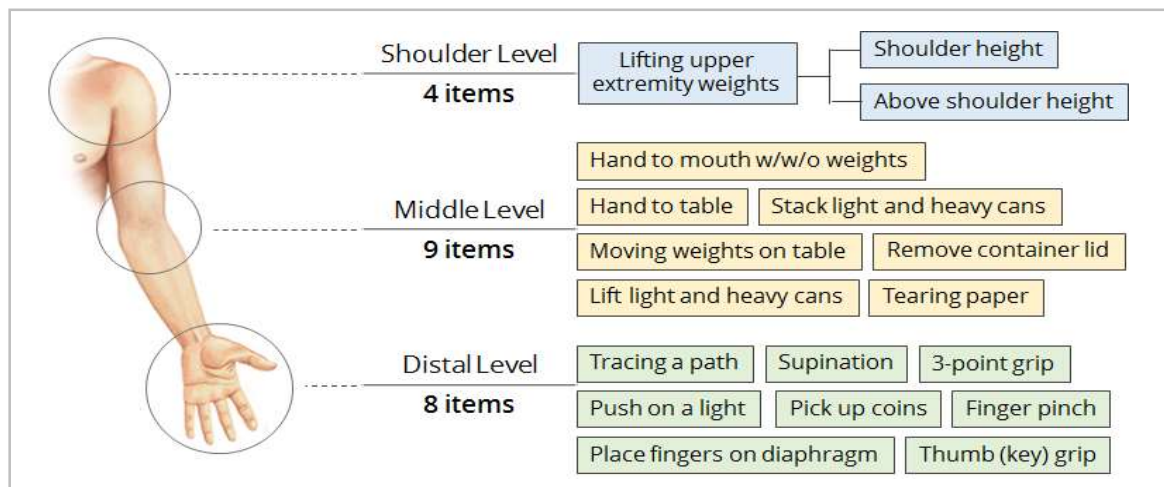 Shoulder Level
4 items
Lifting upper
extremity weights
Shoulder height
Above shoulder height
Middle Level
9 items
Hand to mouth w/w/o weights
Hand to table
Stack light and heavy cans
Moving weights on table
Remove container lid
Lift light and heavy cans
Tearing paper
Distal Level
8 items
Tracing a path
Supination
3-point grip
Push on a light
Pick up coins
Finger pinch
Place fingers on diaphragm
Thumb (key) grip